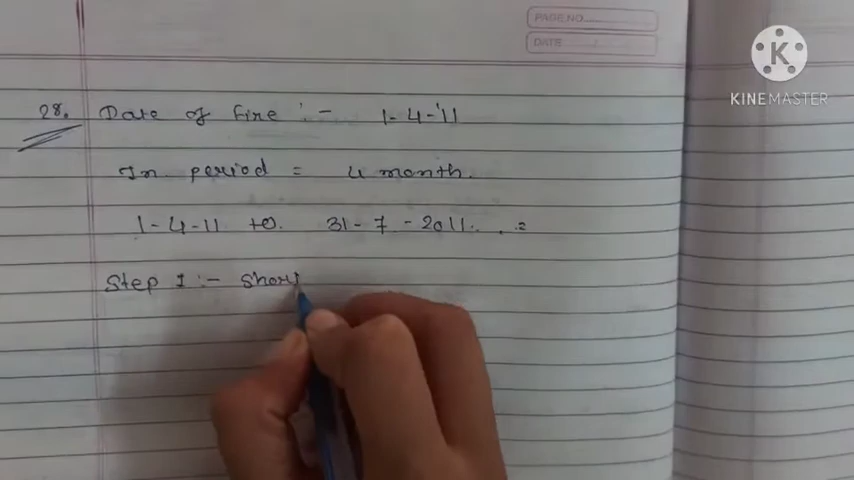 PAGE NO.
DATE
KINEMASTER
28. Date of fire :- 1-4-'11
In period = 4 month.
1-4-11 to. 31-7-2011. . =
Step I :- Shor